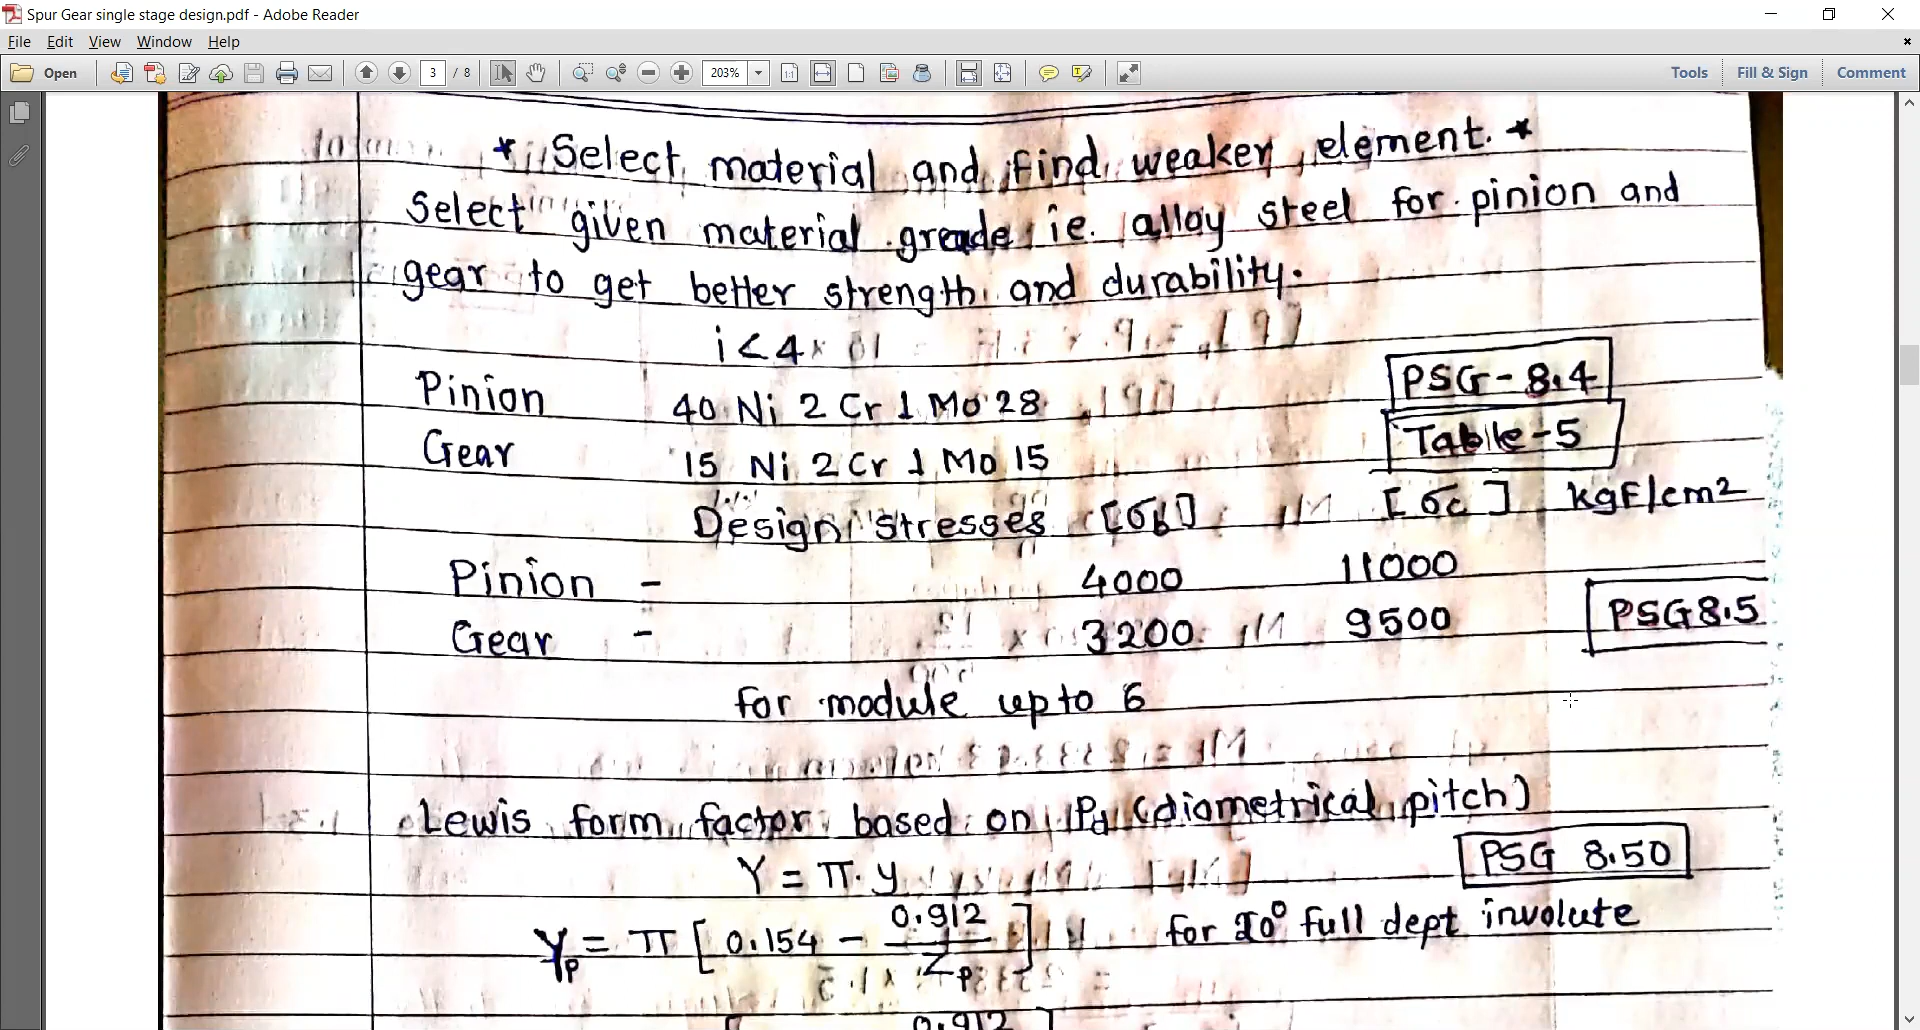 Spur Gear single stage design.pdf - Adobe Reader
File Edit View Window Help
Open 3 / 8 203% Tools Fill & Sign Comment
* Select material and find weaker element. *
Select given material greade ie. alloy steel for pinion and
gear to get better strength and durability.
i < 4
PSG - 8.4
Pinion 40 Ni 2 Cr 1 Mo 28
Table - 5
Gear 15 Ni 2 Cr 1 Mo 15
Design stresses [σb] [σc] kgF/cm2
Pinion - 4000 11000
Gear - 3200 9500 PSG 8.5
for module upto 6
Lewis form factor based on Pd (diometrical pitch)
Y = π. y PSG 8.50
Yp = π [0.154 - 0.912/Zp] for 20° full dept involute
0.912